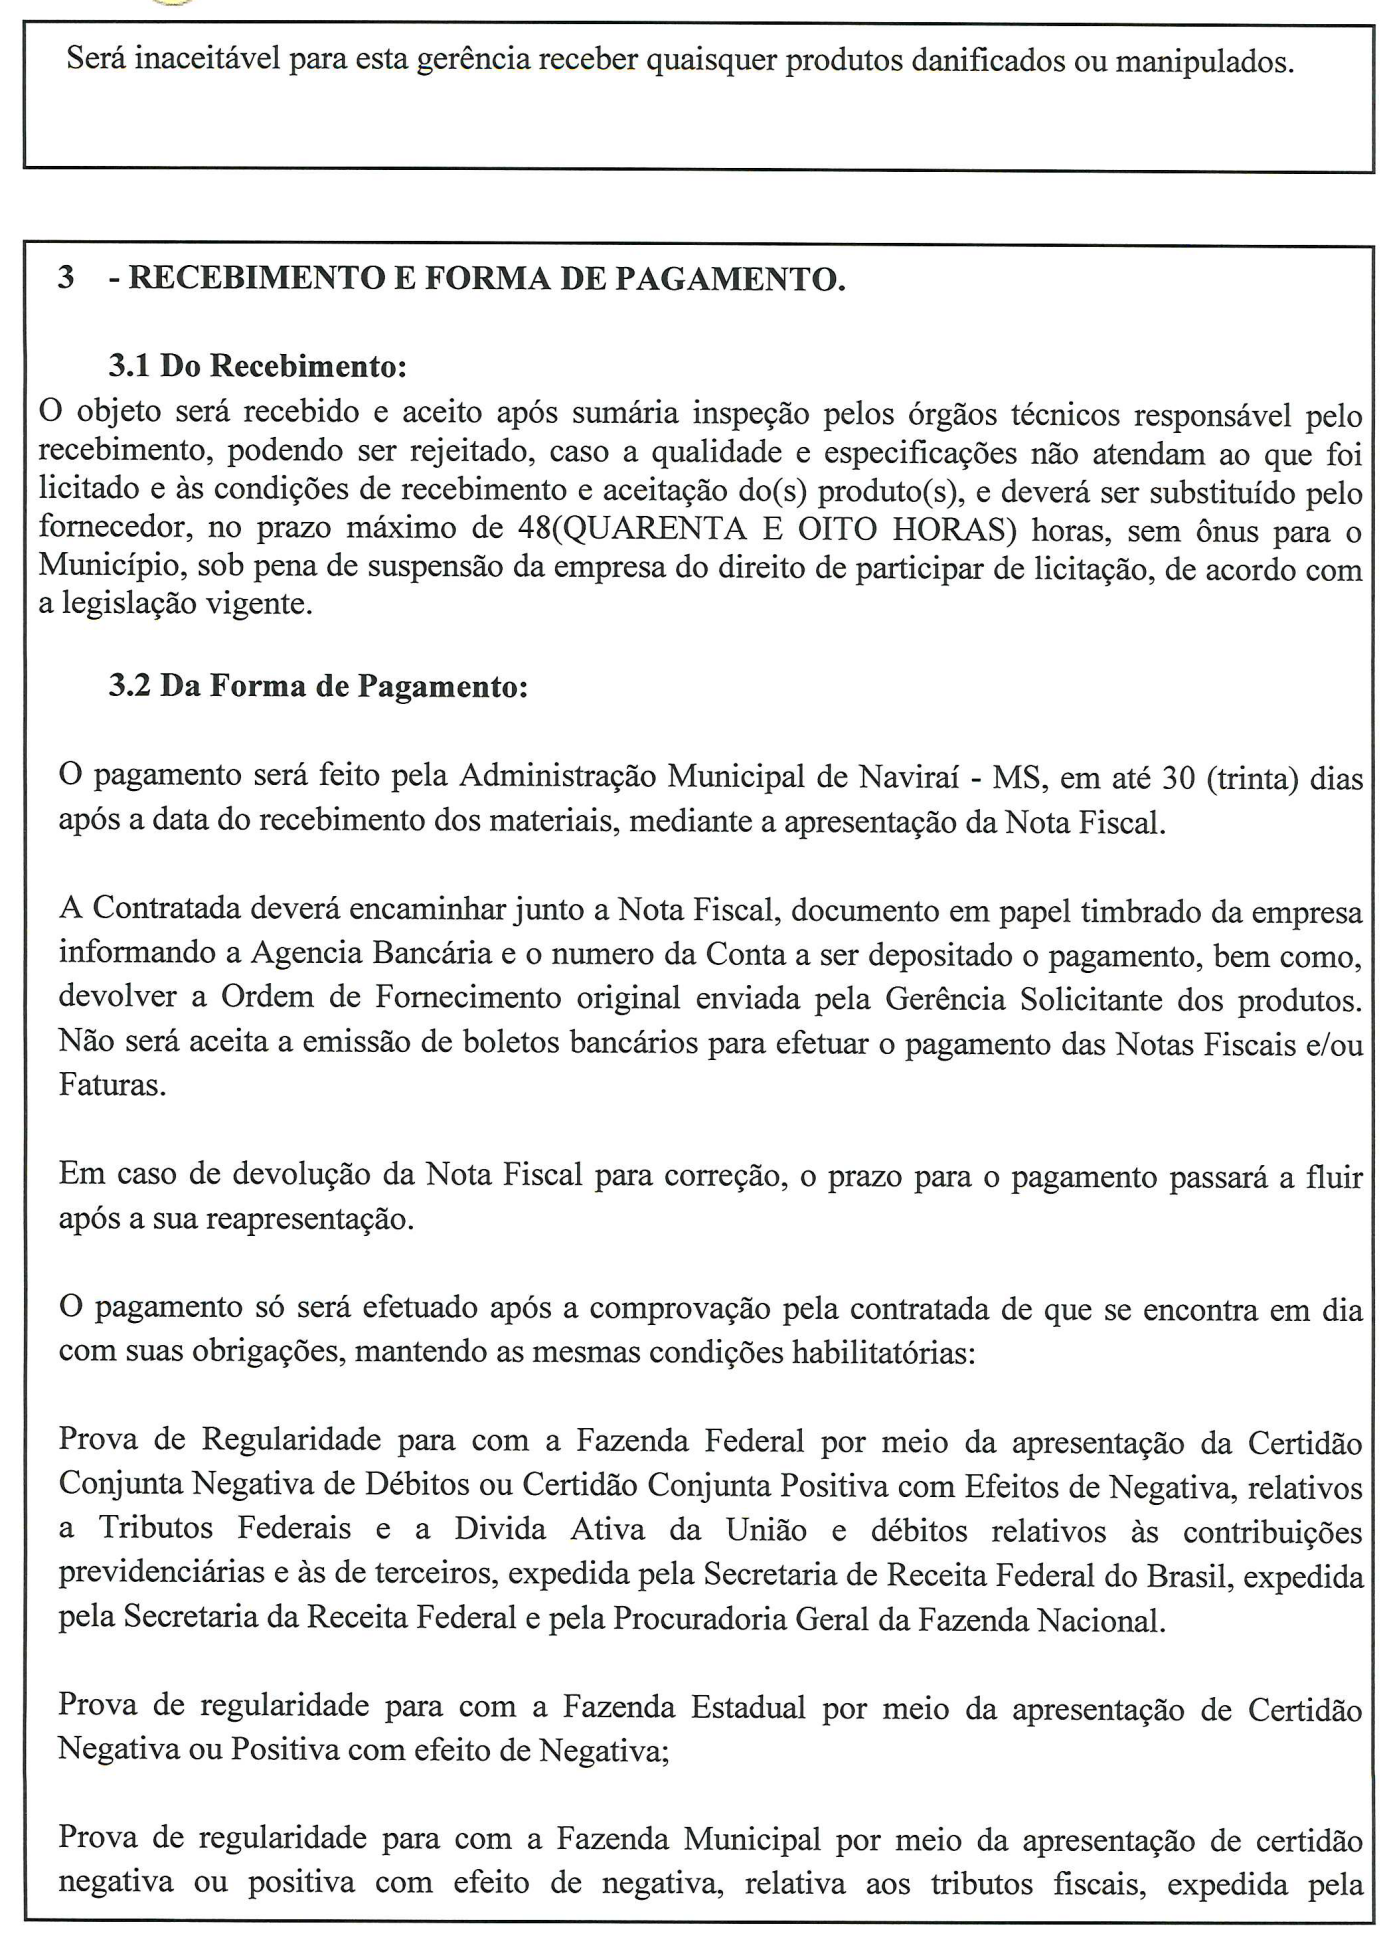 Será inaceitável para esta gerência receber quaisquer produtos danificados ou manipulados.
3 - RECEBIMENTO E FORMA DE PAGAMENTO.
3.1 Do Recebimento:
O objeto será recebido e aceito após sumária inspeção pelos órgãos técnicos responsável pelo
recebimento, podendo ser rejeitado, caso a qualidade e especificações não atendam ao que foi
licitado e às condições de recebimento e aceitação do(s) produto(s), e deverá ser substituído pelo
fornecedor, no prazo máximo de 48(QUARENTA E OITO HORAS) horas, sem ônus para o
Município, sob pena de suspensão da empresa do direito de participar de licitação, de acordo com
a legislação vigente.
3.2 Da Forma de Pagamento:
O pagamento será feito pela Administração Municipal de Naviraí - MS, em até 30 (trinta) dias
após a data do recebimento dos materiais, mediante a apresentação da Nota Fiscal.
A Contratada deverá encaminhar junto a Nota Fiscal, documento em papel timbrado da empresa
informando a Agencia Bancária e o numero da Conta a ser depositado o pagamento, bem como,
devolver a Ordem de Fornecimento original enviada pela Gerência Solicitante dos produtos.
Não será aceita a emissão de boletos bancários para efetuar o pagamento das Notas Fiscais e/ou
Faturas.
Em caso de devolução da Nota Fiscal para correção, o prazo para o pagamento passará a fluir
após a sua reapresentação.
O pagamento só será efetuado após a comprovação pela contratada de que se encontra em dia
com suas obrigações, mantendo as mesmas condições habilitatórias:
Prova de Regularidade para com a Fazenda Federal por meio da apresentação da Certidão
Conjunta Negativa de Débitos ou Certidão Conjunta Positiva com Efeitos de Negativa, relativos
a Tributos Federais e a Divida Ativa da União e débitos relativos às contribuições
previdenciárias e às de terceiros, expedida pela Secretaria de Receita Federal do Brasil, expedida
pela Secretaria da Receita Federal e pela Procuradoria Geral da Fazenda Nacional.
Prova de regularidade para com a Fazenda Estadual por meio da apresentação de Certidão
Negativa ou Positiva com efeito de Negativa;
Prova de regularidade para com a Fazenda Municipal por meio da apresentação de certidão
negativa ou positiva com efeito de negativa, relativa aos tributos fiscais, expedida pela